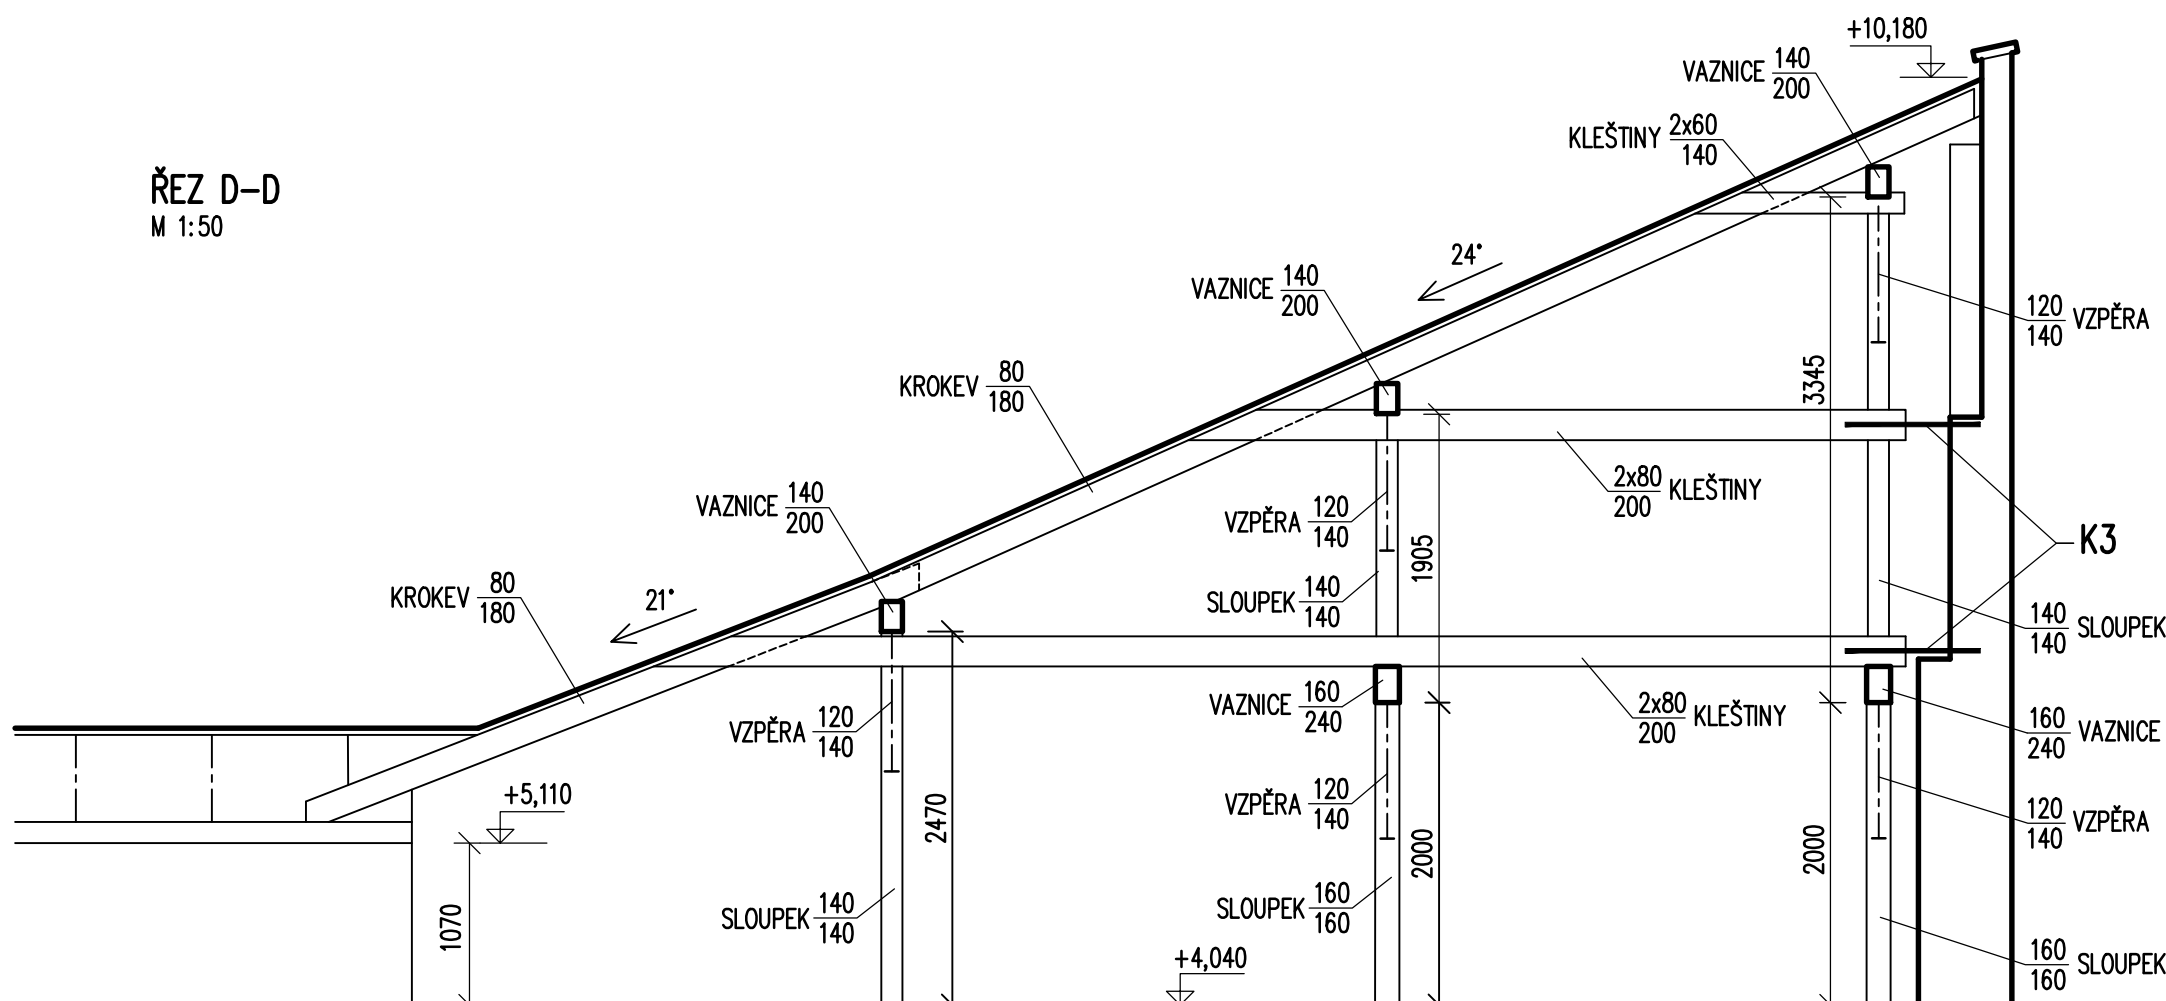 +10,180
VAZNICE 140
200
KLEŠTINY 2x60
140
ŘEZ D-D
M 1:50
24°
VAZNICE 140
200
120
140 VZPĚRA
3345
KROKEV 80
180
2x80
200 KLEŠTINY
VAZNICE 140
200
VZPĚRA 120
140
1905
K3
KROKEV 80
180
21°
SLOUPEK 140
140
140
140 SLOUPEK
VAZNICE 160
240
2x80
200 KLEŠTINY
VZPĚRA 120
140
160
240 VAZNICE
+5,110
VZPĚRA 120
140
120
140 VZPĚRA
2470
2000
2000
SLOUPEK 140
140
SLOUPEK 160
160
1070
+4,040
160
160 SLOUPEK